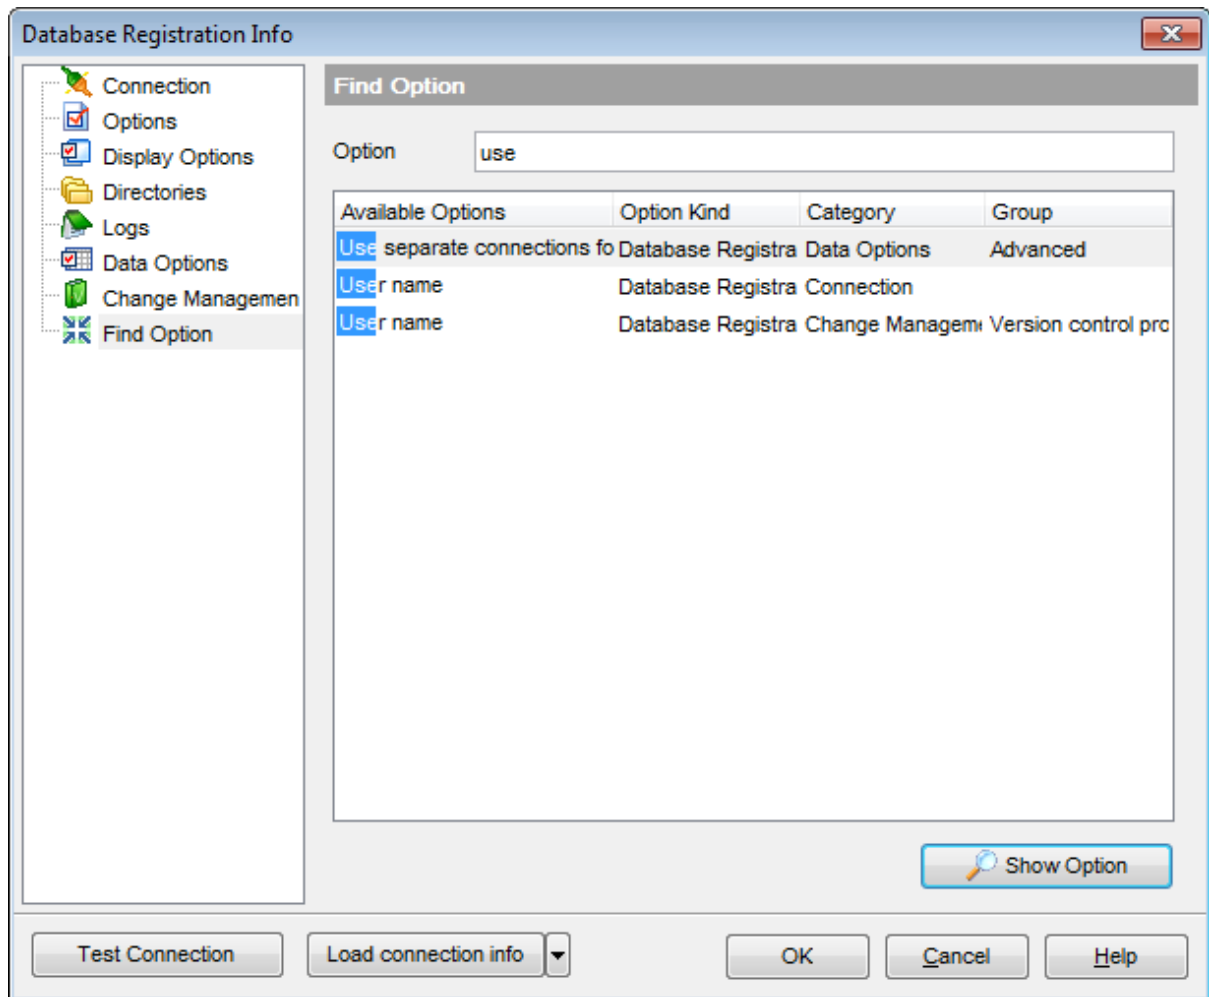 Database Registration Info
Connection
Options
Display Options
Directories
Logs
Data Options
Change Managemen
Find Option
Find Option
Option use
Available Options Option Kind Category Group
Use separate connections fo Database Registra Data Options Advanced
User name Database Registra Connection
User name Database Registra Change Manageme Version control pro
Show Option
Test Connection Load connection info OK Cancel Help